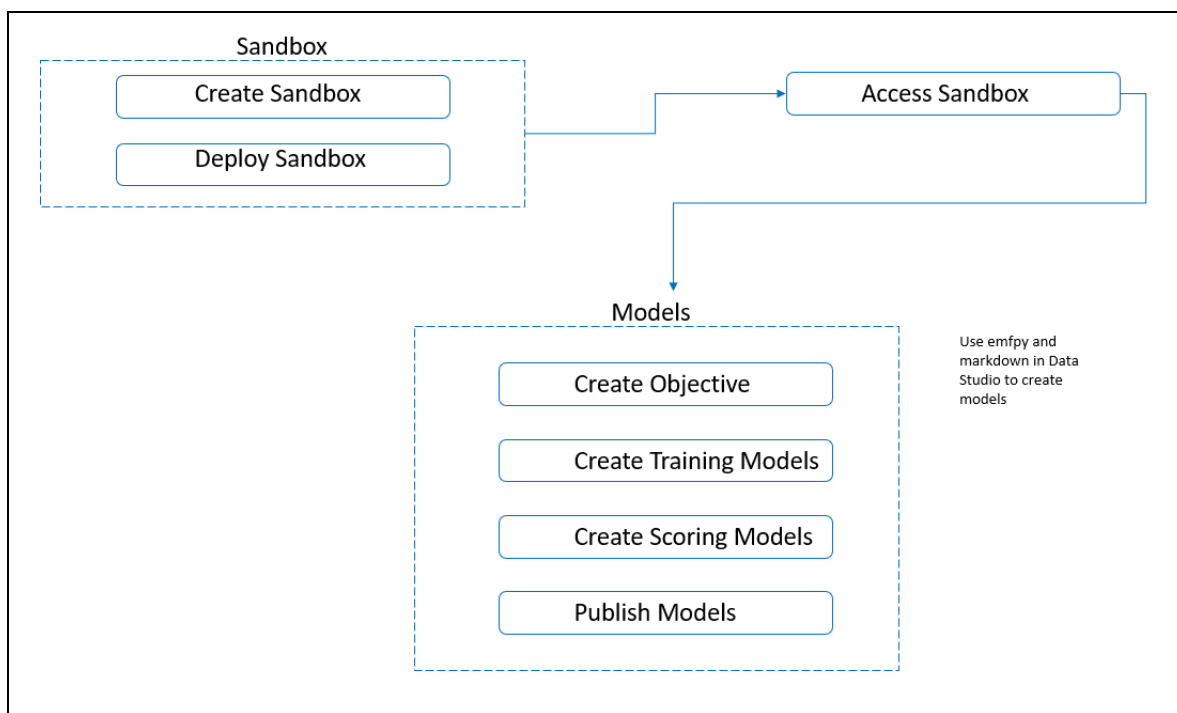 Sandbox
Create Sandbox
Deploy Sandbox
Access Sandbox
Models
Create Objective
Create Training Models
Create Scoring Models
Publish Models
Use emfpy and
markdown in Data
Studio to create
models